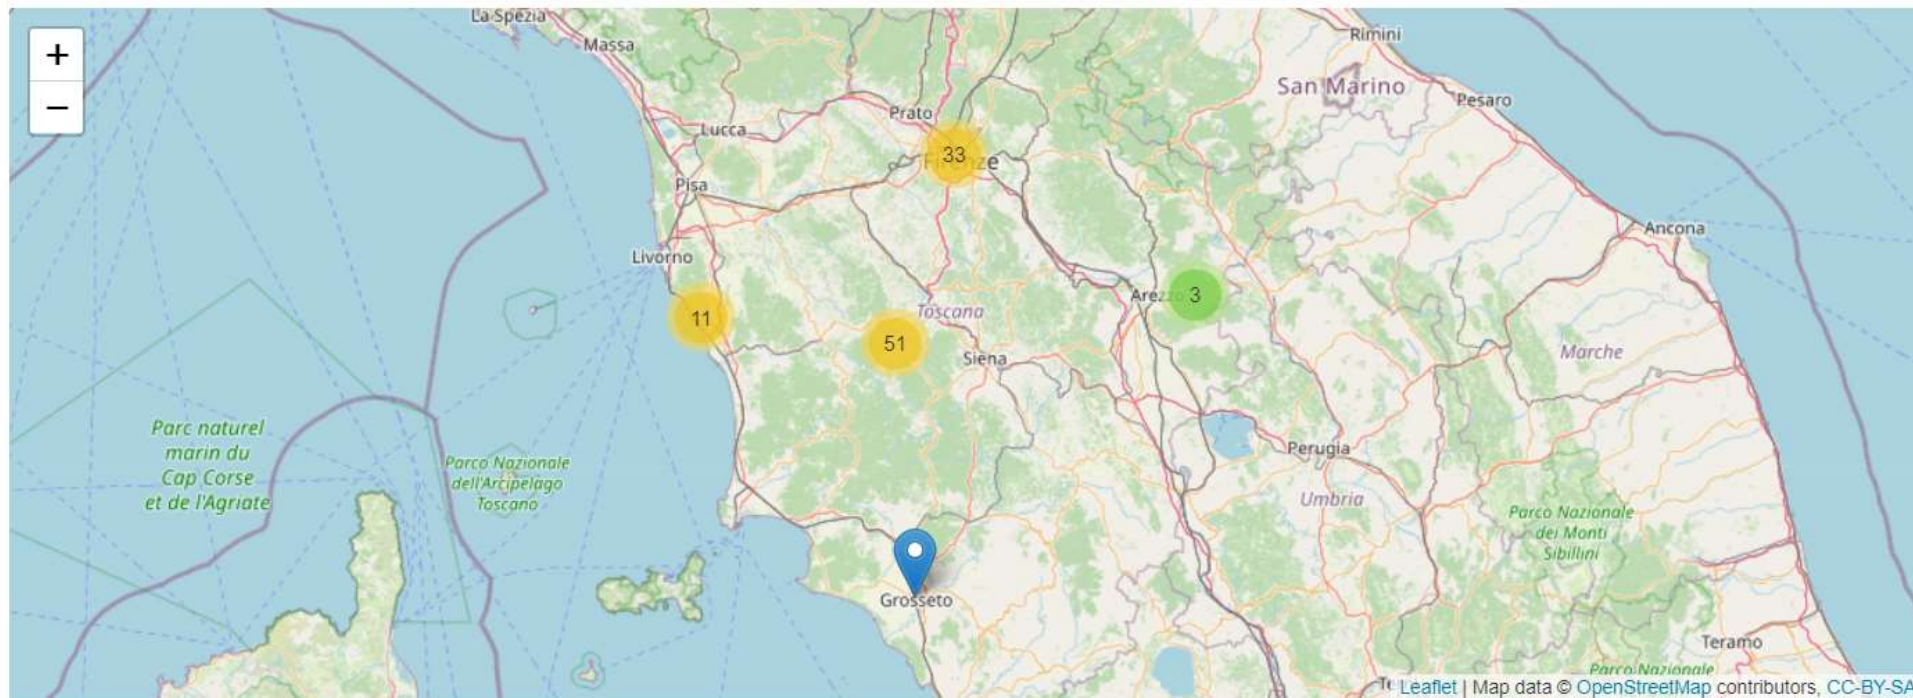 La Spezia
Massa
Rimini
+
San Marino
−
Pesaro
Prato
Lucca
33
Firenze
Pisa
Ancona
Livorno
Arezzo
3
Toscana
11
51
Siena
Marche
Parc naturel
marin du
Cap Corse
et de l'Agriate
Parco Nazionale
dell'Arcipelago
Toscano
Perugia
Umbria
Parco Nazionale
dei Monti
Sibillini
Grosseto
Teramo
Parco Nazionale
Leaflet | Map data © OpenStreetMap contributors, CC-BY-SA